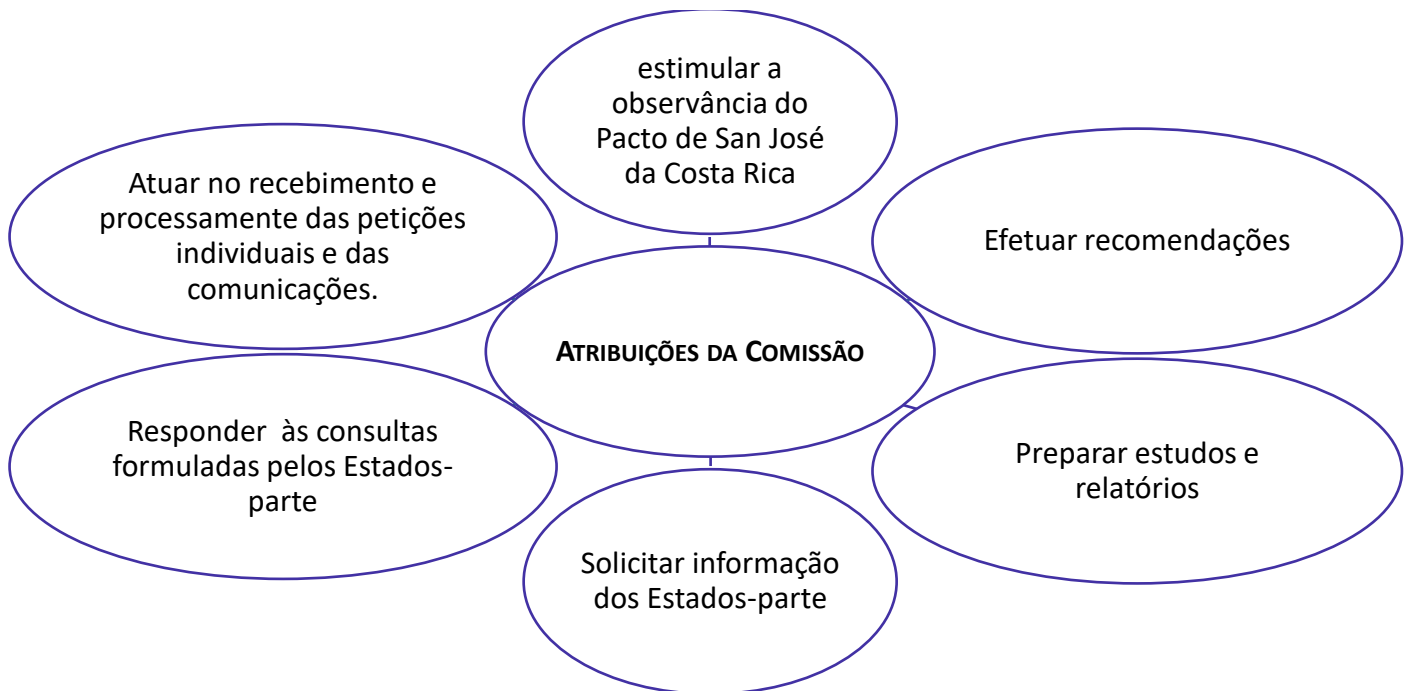 estimular a
observância do
Pacto de San José
da Costa Rica
Efetuar recomendações
Preparar estudos e
relatórios
Solicitar informação
dos Estados-parte
Responder às consultas
formuladas pelos Estados-
parte
Atuar no recebimento e
processamente das petições
individuais e das
comunicações.
ATRIBUIÇÕES DA COMISSÃO